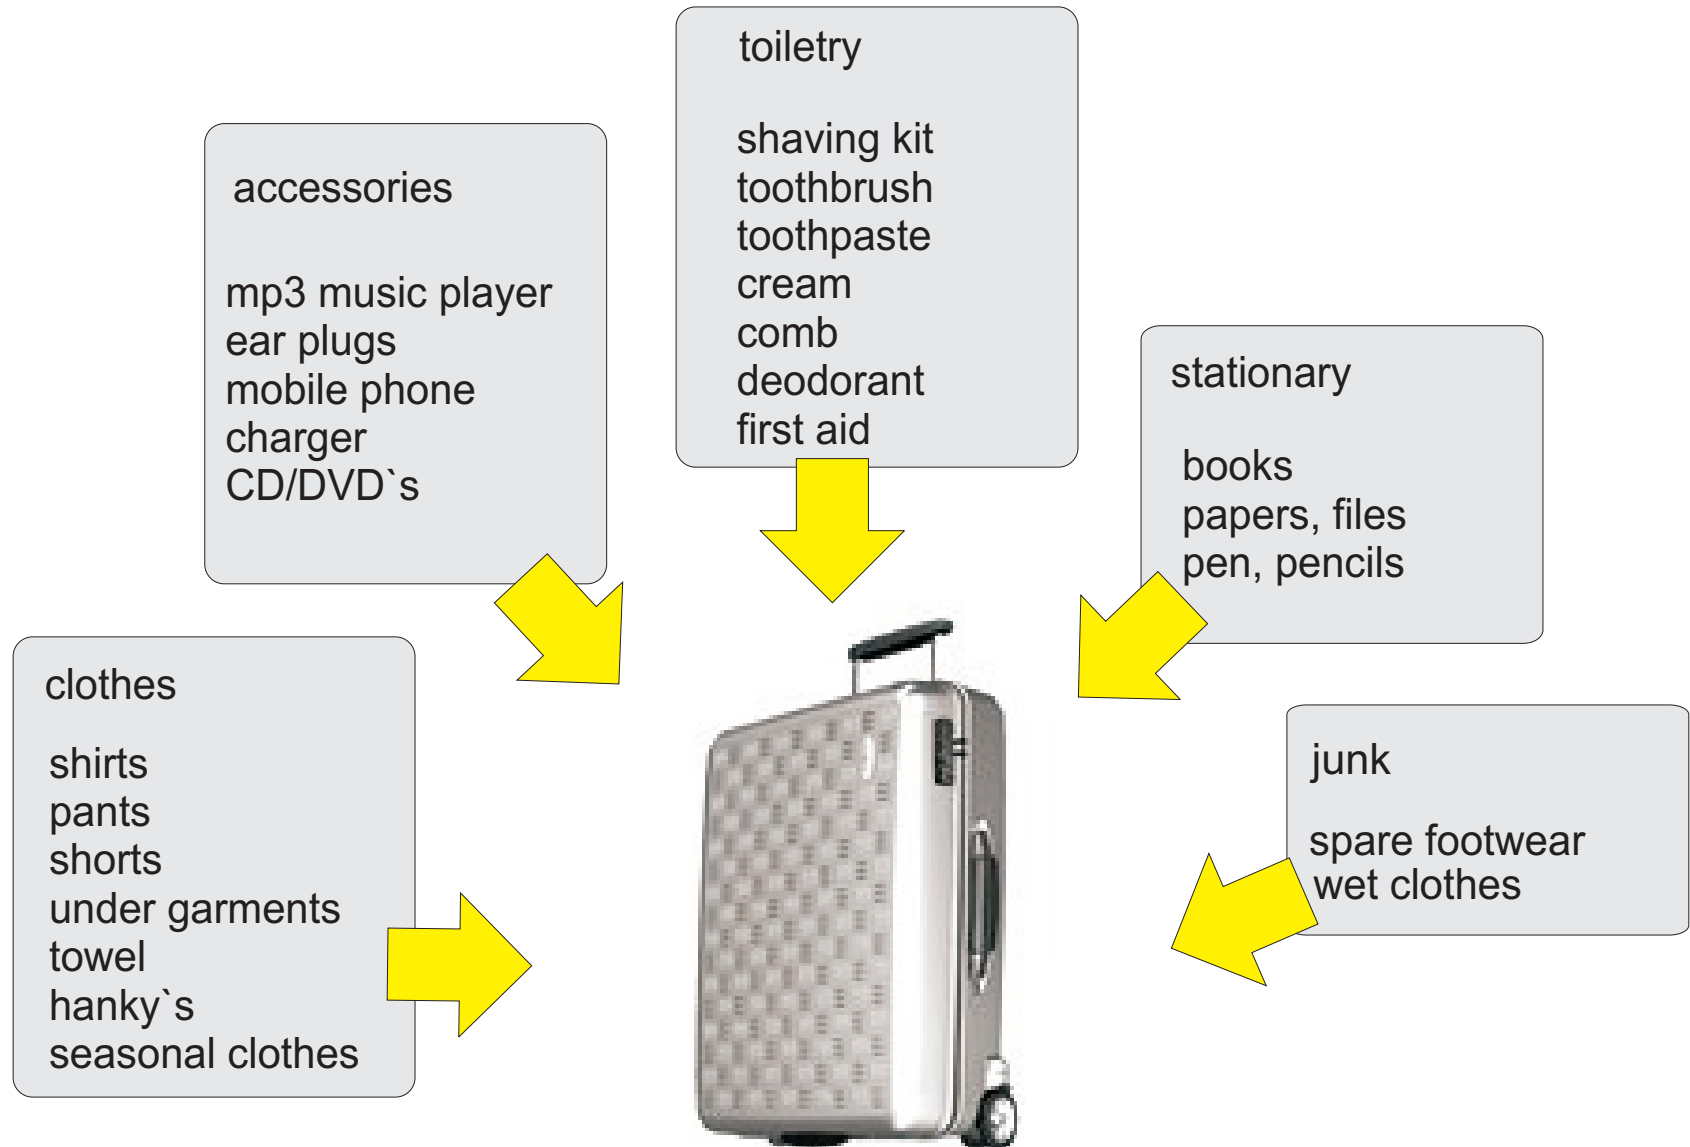 toiletry
shaving kit
toothbrush
toothpaste
cream
comb
deodorant
first aid
accessories
mp3 music player
ear plugs
mobile phone
charger
CD/DVD`s
stationary
books
papers, files
pen, pencils
clothes
shirts
pants
shorts
under garments
towel
hanky`s
seasonal clothes
junk
spare footwear
wet clothes